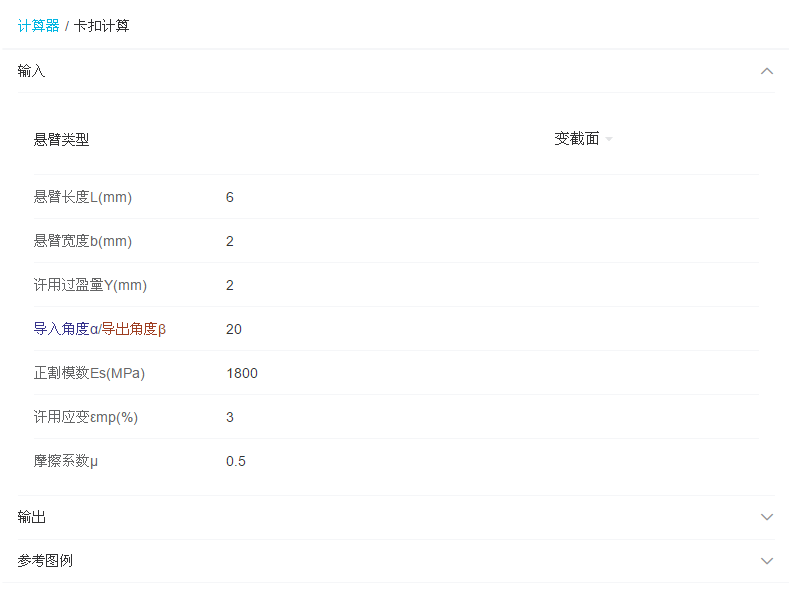 计算器 / 卡扣计算
输入
悬臂类型 变截面
悬臂长度L(mm) 6
悬臂宽度b(mm) 2
许用过盈量Y(mm) 2
导入角度α/导出角度β 20
正割模数Es(MPa) 1800
许用应变εmp(%) 3
摩擦系数μ 0.5
输出
参考图例